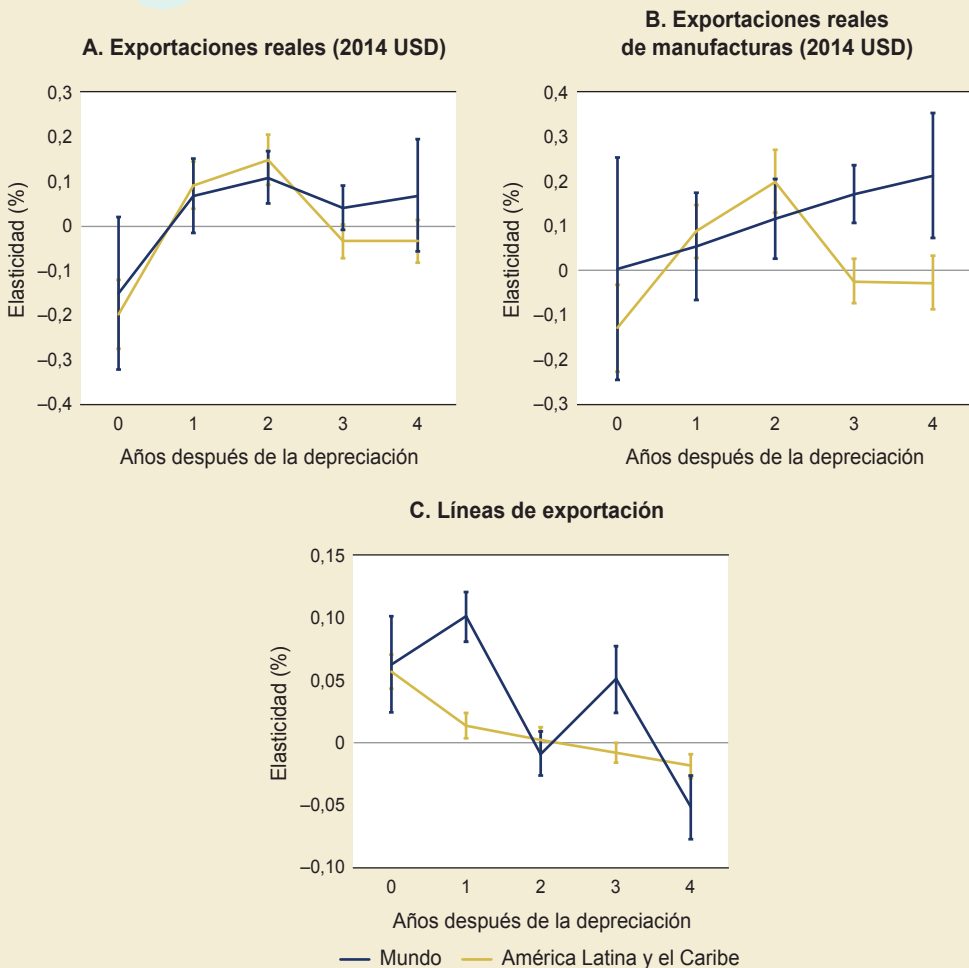 A. Exportaciones reales (2014 USD)
0,3
0,2
0,1
0
–0,1
–0,2
–0,3
–0,4
Elasticidad (%)
0 1 2 3 4
Años después de la depreciación
B. Exportaciones reales
de manufacturas (2014 USD)
0,4
0,3
0,2
0,1
0
–0,1
–0,2
–0,3
Elasticidad (%)
0 1 2 3 4
Años después de la depreciación
C. Líneas de exportación
0,15
0,10
0,05
0
–0,05
–0,10
Elasticidad (%)
0 1 2 3 4
Años después de la depreciación
Mundo América Latina y el Caribe